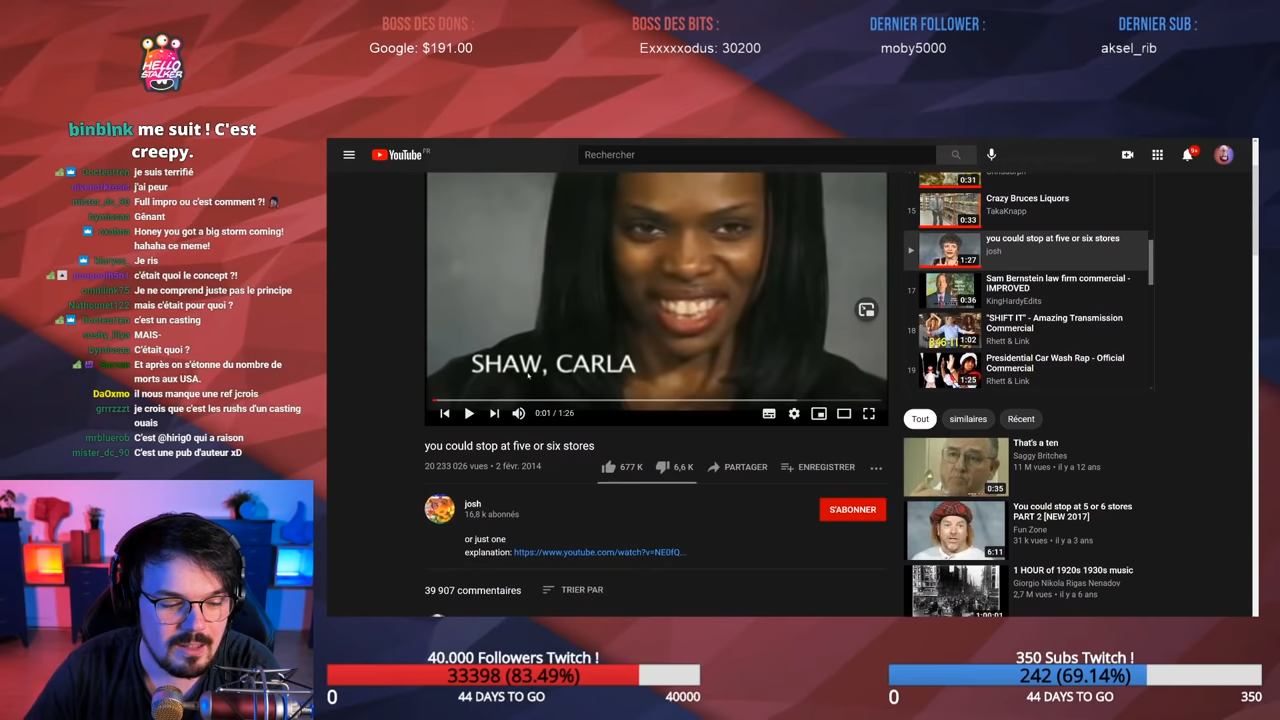 BOSS DES DONS :
Google: $191.00
BOSS DES BITS :
Exxxxxodus: 30200
DERNIER FOLLOWER :
moby5000
DERNIER SUB :
aksel_rib
HELLO
STALKER
binblnk me suit ! C'est
creepy.
je suis terrifié
j'ai peur
mister_dc_90 Full impro ou c'est comment ?!
Gênant
Honey you got a big storm coming!
hahaha ce meme!
Je ris
c'était quoi le concept ?!
Je ne comprend juste pas le principe
mais c'était pour quoi ?
c'est un casting
MAIS-
C'était quoi ?
Et après on s'étonne du nombre de
morts aux USA.
DaOxmo il nous manque une ref jcrois
grrzzzt je crois que c'est les rushs d'un casting
ouais
mrbluerob C'est @hirig0 qui a raison
mister_dc_90 C'est une pub d'auteur xD
YouTube FR
Rechercher
9+
SHAW, CARLA
0:01 / 1:26
you could stop at five or six stores
20 233 026 vues • 2 févr. 2014
677 K
6,6 K
PARTAGER
ENREGISTRER
josh
16,8 k abonnés
S'ABONNER
or just one
explanation: https://www.youtube.com/watch?v=NE0fQ...
39 907 commentaires
TRIER PAR
0:31
15
Crazy Bruces Liquors
TakaKnapp
0:33
you could stop at five or six stores
josh
1:27
17
Sam Bernstein law firm commercial -
IMPROVED
KingHardyEdits
0:36
18
"SHIFT IT" - Amazing Transmission
Commercial
Rhett & Link
1:02
19
Presidential Car Wash Rap - Official
Commercial
Rhett & Link
1:25
Tout
similaires
Récent
That's a ten
Saggy Britches
11 M vues • il y a 12 ans
0:35
You could stop at 5 or 6 stores
PART 2 [NEW 2017]
Fun Zone
31 k vues • il y a 3 ans
6:11
1 HOUR of 1920s 1930s music
Giorgio Nikola Rigas Nenadov
2,7 M vues • il y a 6 ans
1:00:01
40.000 Followers Twitch !
33398 (83.49%)
0
44 DAYS TO GO
40000
350 Subs Twitch !
242 (69.14%)
0
44 DAYS TO GO
350